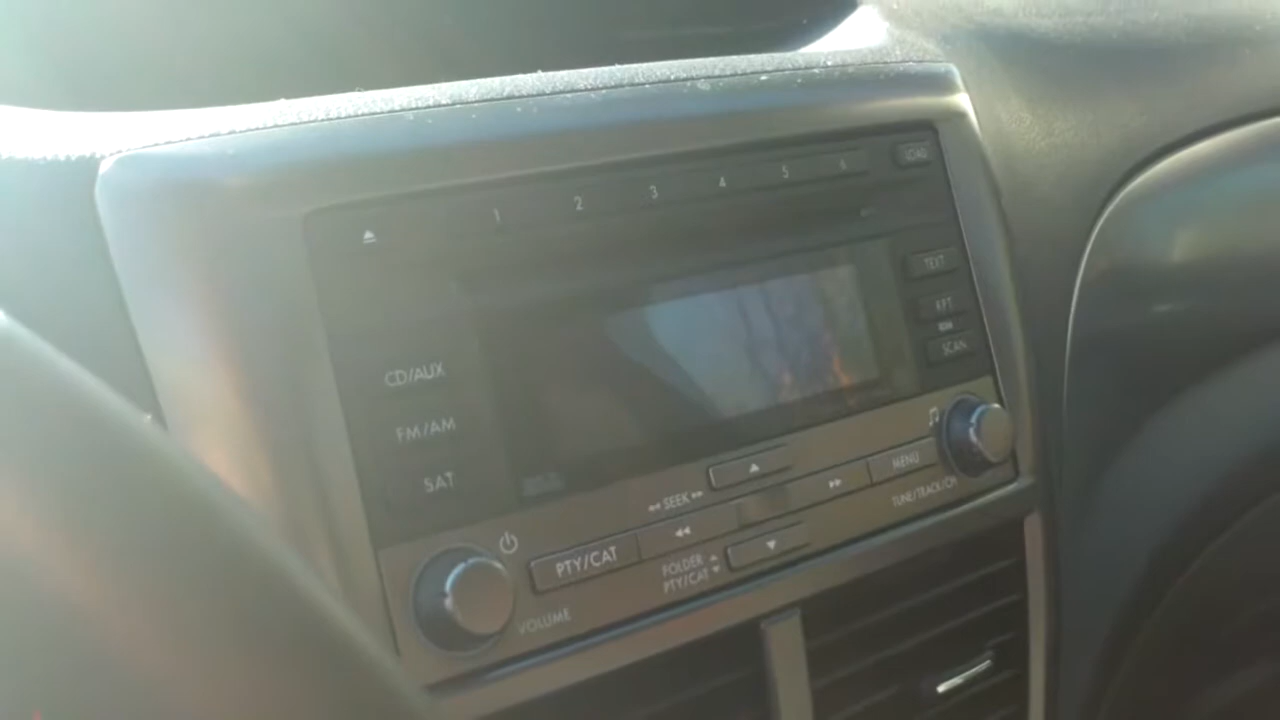 1 2 3 4 5 6
LOAD
TEXT
RPT
RDM
SCAN
CD/AUX
FM/AM
SAT
SEEK
MENU
TUNE/TRACK/CH
PTY/CAT
FOLDER
PTY/CAT
VOLUME